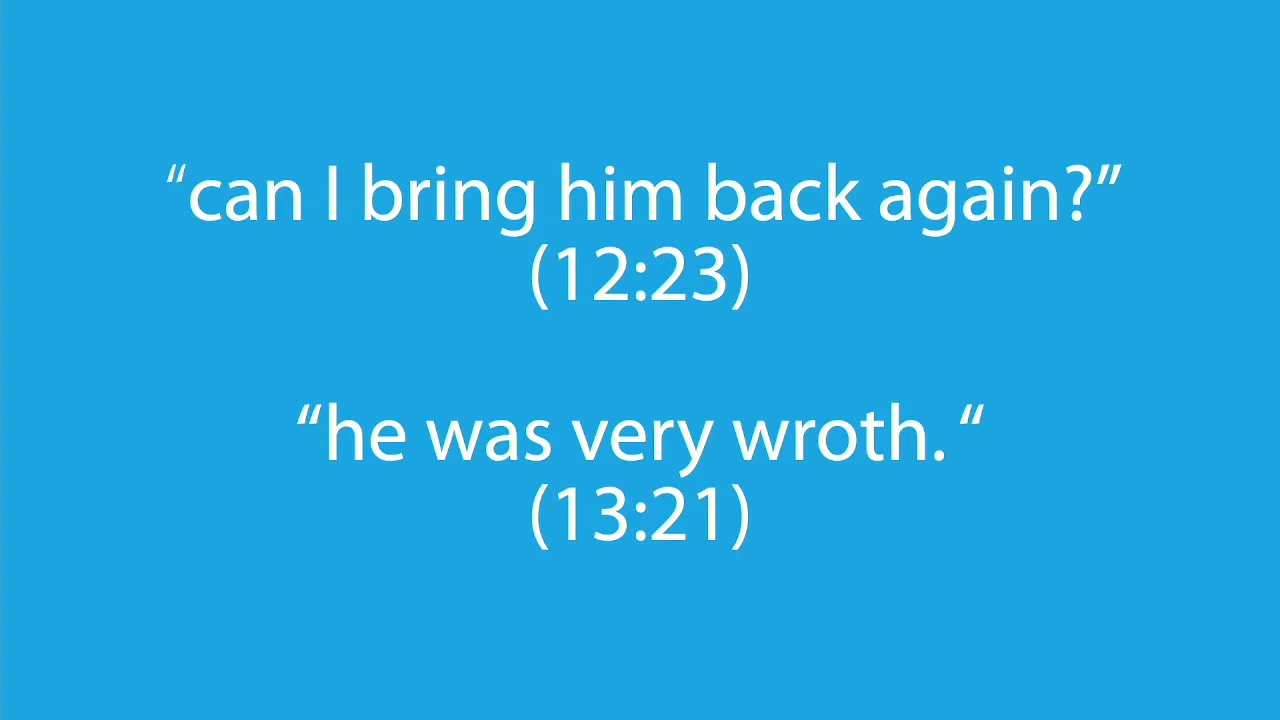 “can I bring him back again?”
(12:23)
“he was very wroth. “
(13:21)